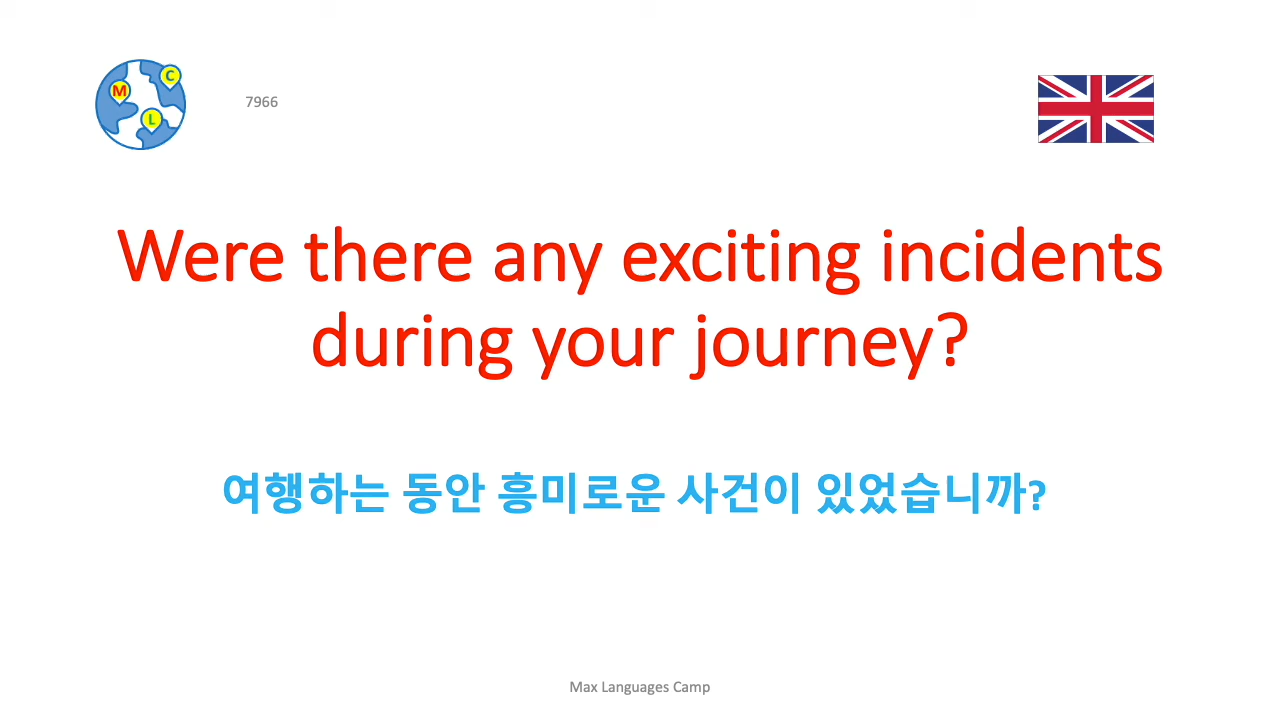 M
C
L
7966
Were there any exciting incidents
during your journey?
여행하는 동안 흥미로운 사건이 있었습니까?
Max Languages Camp